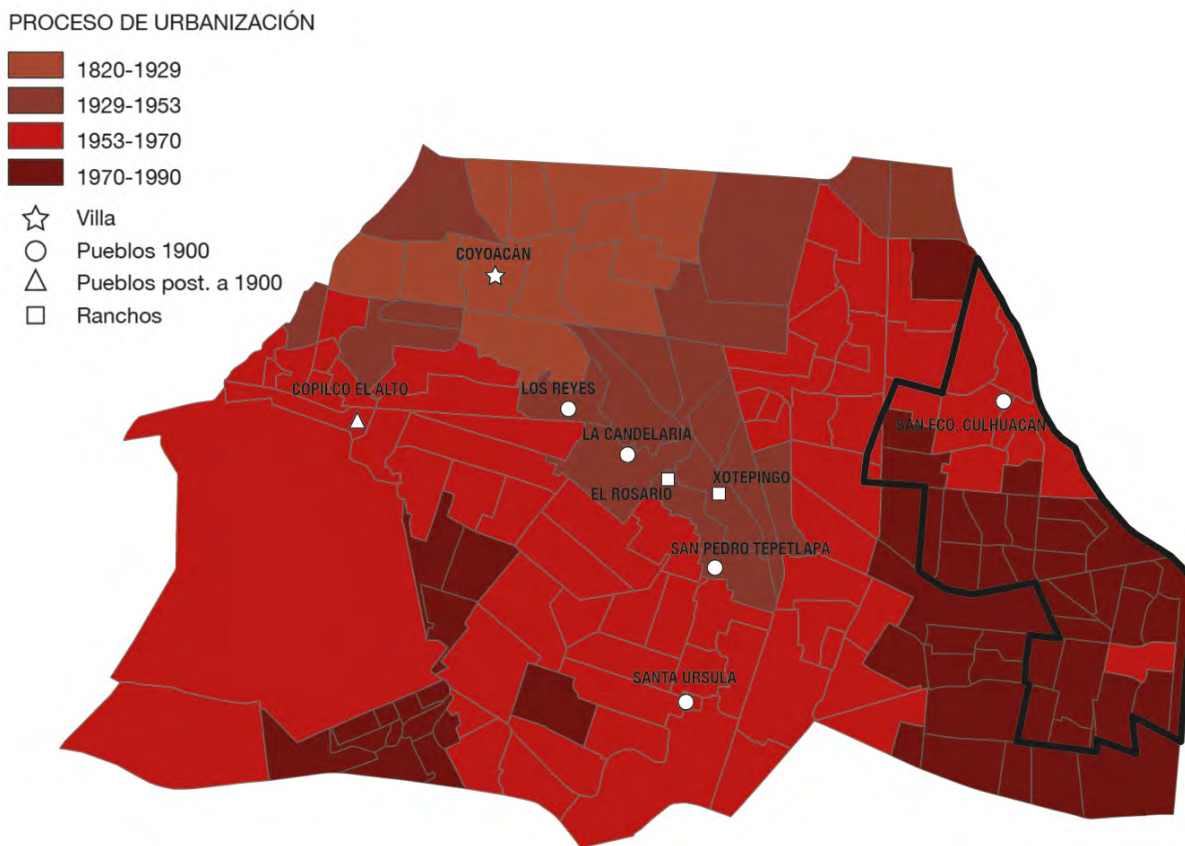 PROCESO DE URBANIZACIÓN
1820-1929
1929-1953
1953-1970
1970-1990
Villa
Pueblos 1900
Pueblos post. a 1900
Ranchos
COYOACÁN
COPILCO EL ALTO
LOS REYES
SAN FCO. CULHUACÁN
LA CANDELARIA
EL ROSARIO
XOTEPINGO
SAN PEDRO TEPETLAPA
SANTA ÚRSULA